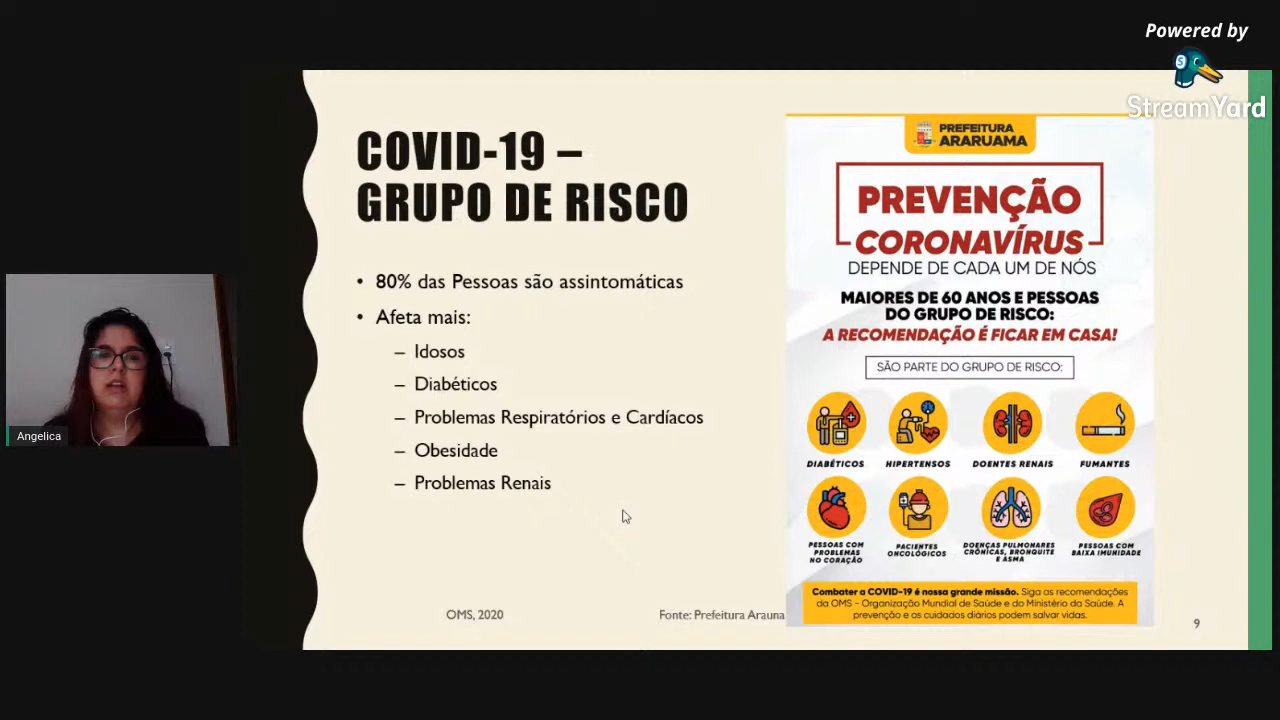 Powered by
StreamYard
COVID-19 –
GRUPO DE RISCO
• 80% das Pessoas são assintomáticas
• Afeta mais:
– Idosos
– Diabéticos
– Problemas Respiratórios e Cardíacos
– Obesidade
– Problemas Renais
OMS, 2020
Fonte: Prefeitura Arauna
9
PREFEITURA
ARARUAMA
PREVENÇÃO
CORONAVÍRUS
DEPENDE DE CADA UM DE NÓS
MAIORES DE 60 ANOS E PESSOAS
DO GRUPO DE RISCO:
A RECOMENDAÇÃO É FICAR EM CASA!
SÃO PARTE DO GRUPO DE RISCO:
DIABÉTICOS
HIPERTENSOS
DOENTES RENAIS
FUMANTES
PESSOAS COM
PROBLEMAS
NO CORAÇÃO
PACIENTES
ONCOLÓGICOS
DOENÇAS PULMONARES
CRÔNICAS, BRONQUITE
E ASMA
PESSOAS COM
BAIXA IMUNIDADE
Combater a COVID-19 é nossa grande missão. Siga as recomendações
da OMS - Organização Mundial de Saúde e do Ministério da Saúde. A
prevenção e os cuidados diários podem salvar vidas.
Angelica